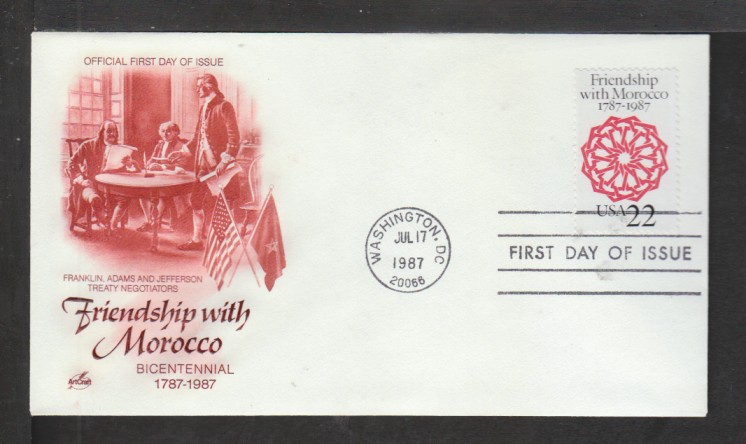 OFFICIAL FIRST DAY OF ISSUE
FRANKLIN, ADAMS AND JEFFERSON
TREATY NEGOTIATORS
Friendship with
Morocco
BICENTENNIAL
1787-1987
ArtCraft
WASHINGTON, DC
JUL 17
1987
20066
Friendship
with Morocco
1787-1987
USA 22
FIRST DAY OF ISSUE